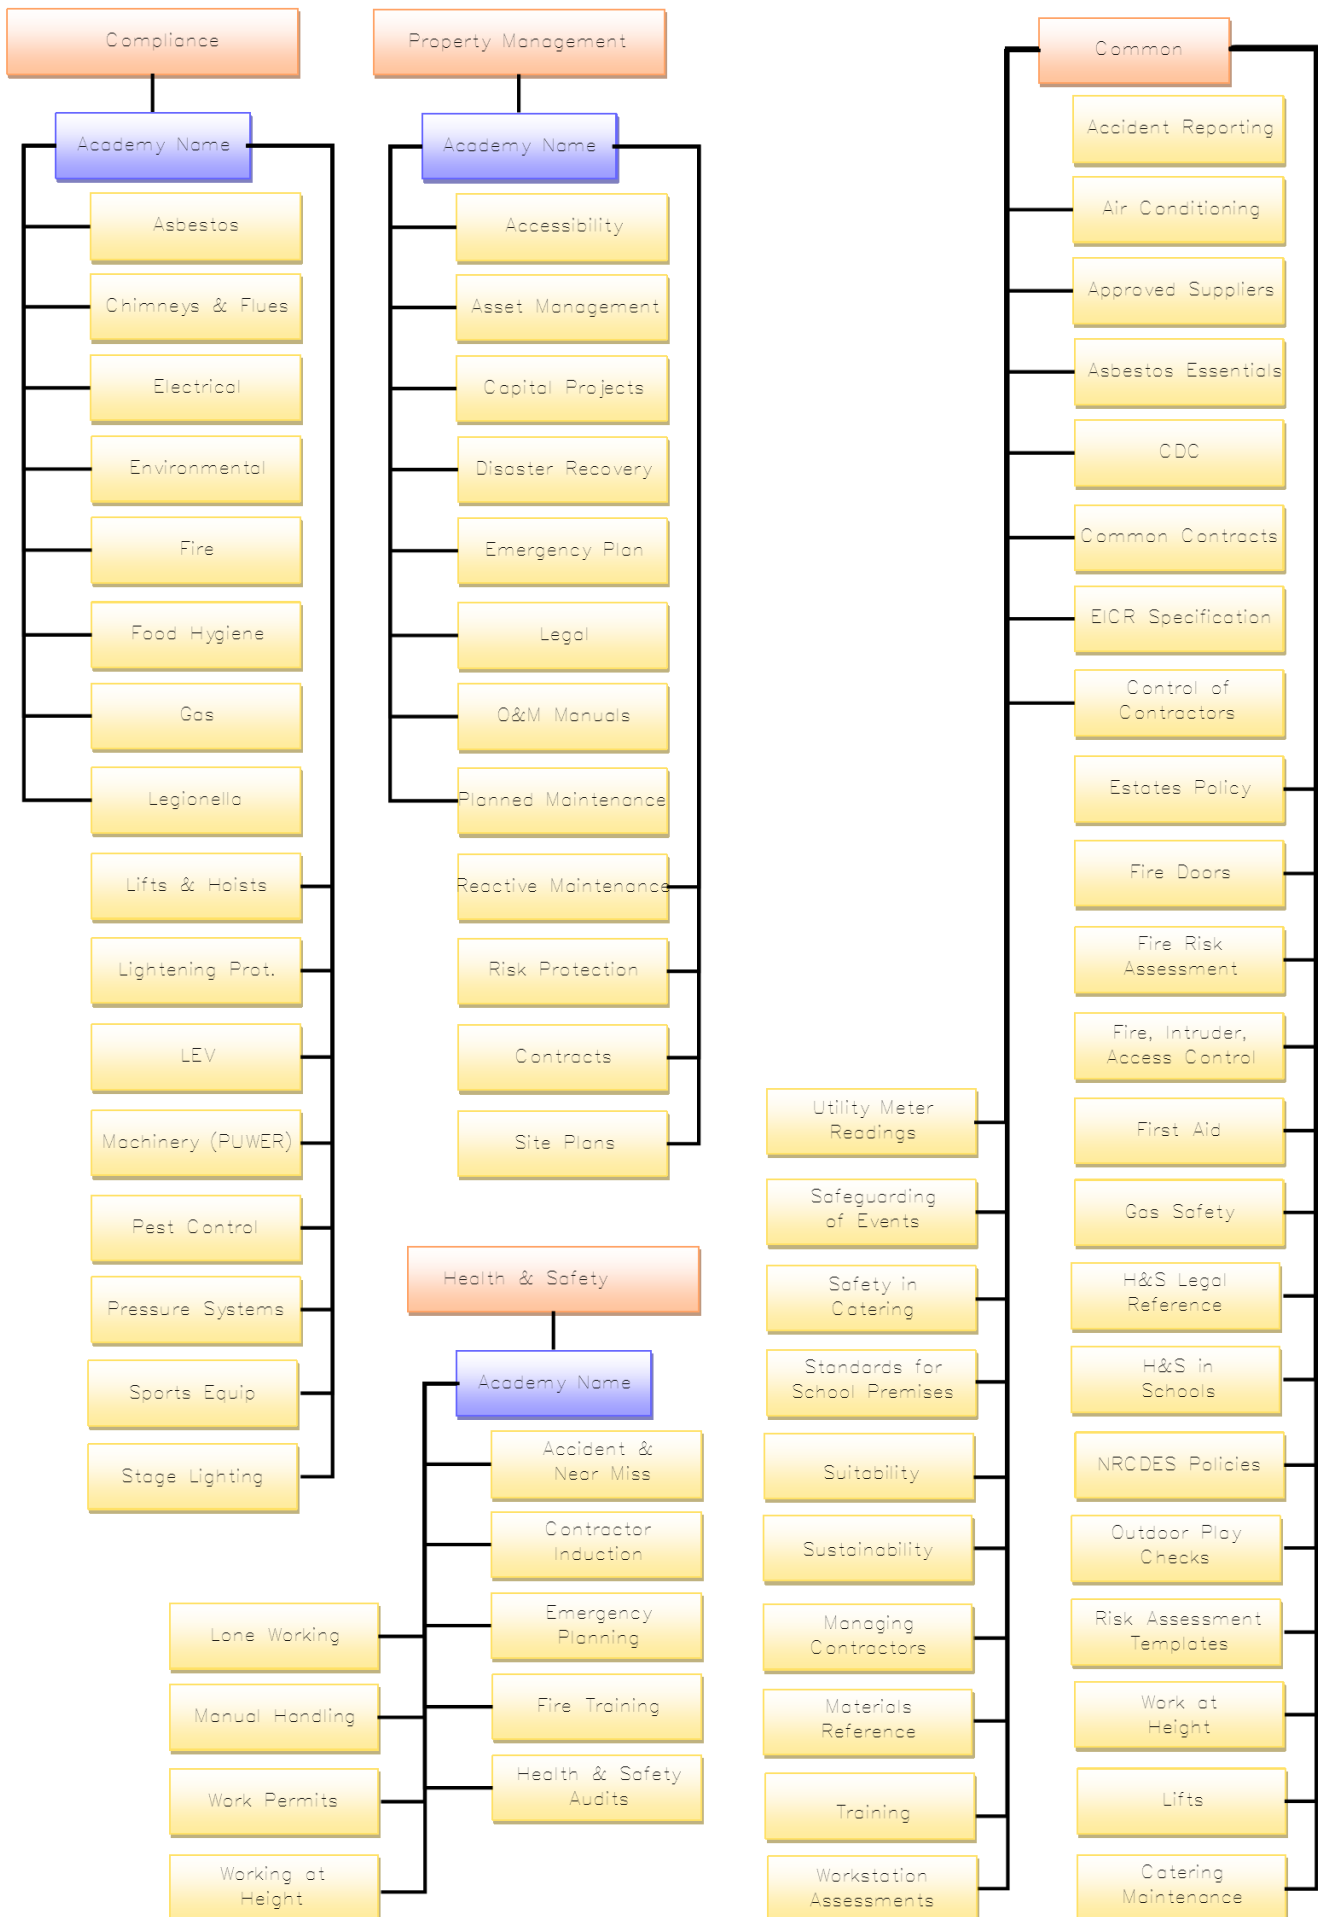 Compliance
Academy Name
Asbestos
Chimneys & Flues
Electrical
Environmental
Fire
Food Hygiene
Gas
Legionella
Lifts & Hoists
Lightening Prot.
LEV
Machinery (PUWER)
Pest Control
Pressure Systems
Sports Equip
Stage Lighting
Property Management
Academy Name
Accessibility
Asset Management
Capital Projects
Disaster Recovery
Emergency Plan
Legal
O&M Manuals
Planned Maintenance
Reactive Maintenance
Risk Protection
Contracts
Site Plans
Health & Safety
Academy Name
Accident &
Near Miss
Contractor
Induction
Emergency
Planning
Fire Training
Health & Safety
Audits
Lone Working
Manual Handling
Work Permits
Working at
Height
Common
Accident Reporting
Air Conditioning
Approved Suppliers
Asbestos Essentials
CDC
Common Contracts
EICR Specification
Control of
Contractors
Estates Policy
Fire Doors
Fire Risk
Assessment
Fire, Intruder,
Access Control
First Aid
Gas Safety
H&S Legal
Reference
H&S in
Schools
NRCDES Policies
Outdoor Play
Checks
Risk Assessment
Templates
Work at
Height
Lifts
Catering
Maintenance
Utility Meter
Readings
Safeguarding
of Events
Safety in
Catering
Standards for
School Premises
Suitability
Sustainability
Managing
Contractors
Materials
Reference
Training
Workstation
Assessments